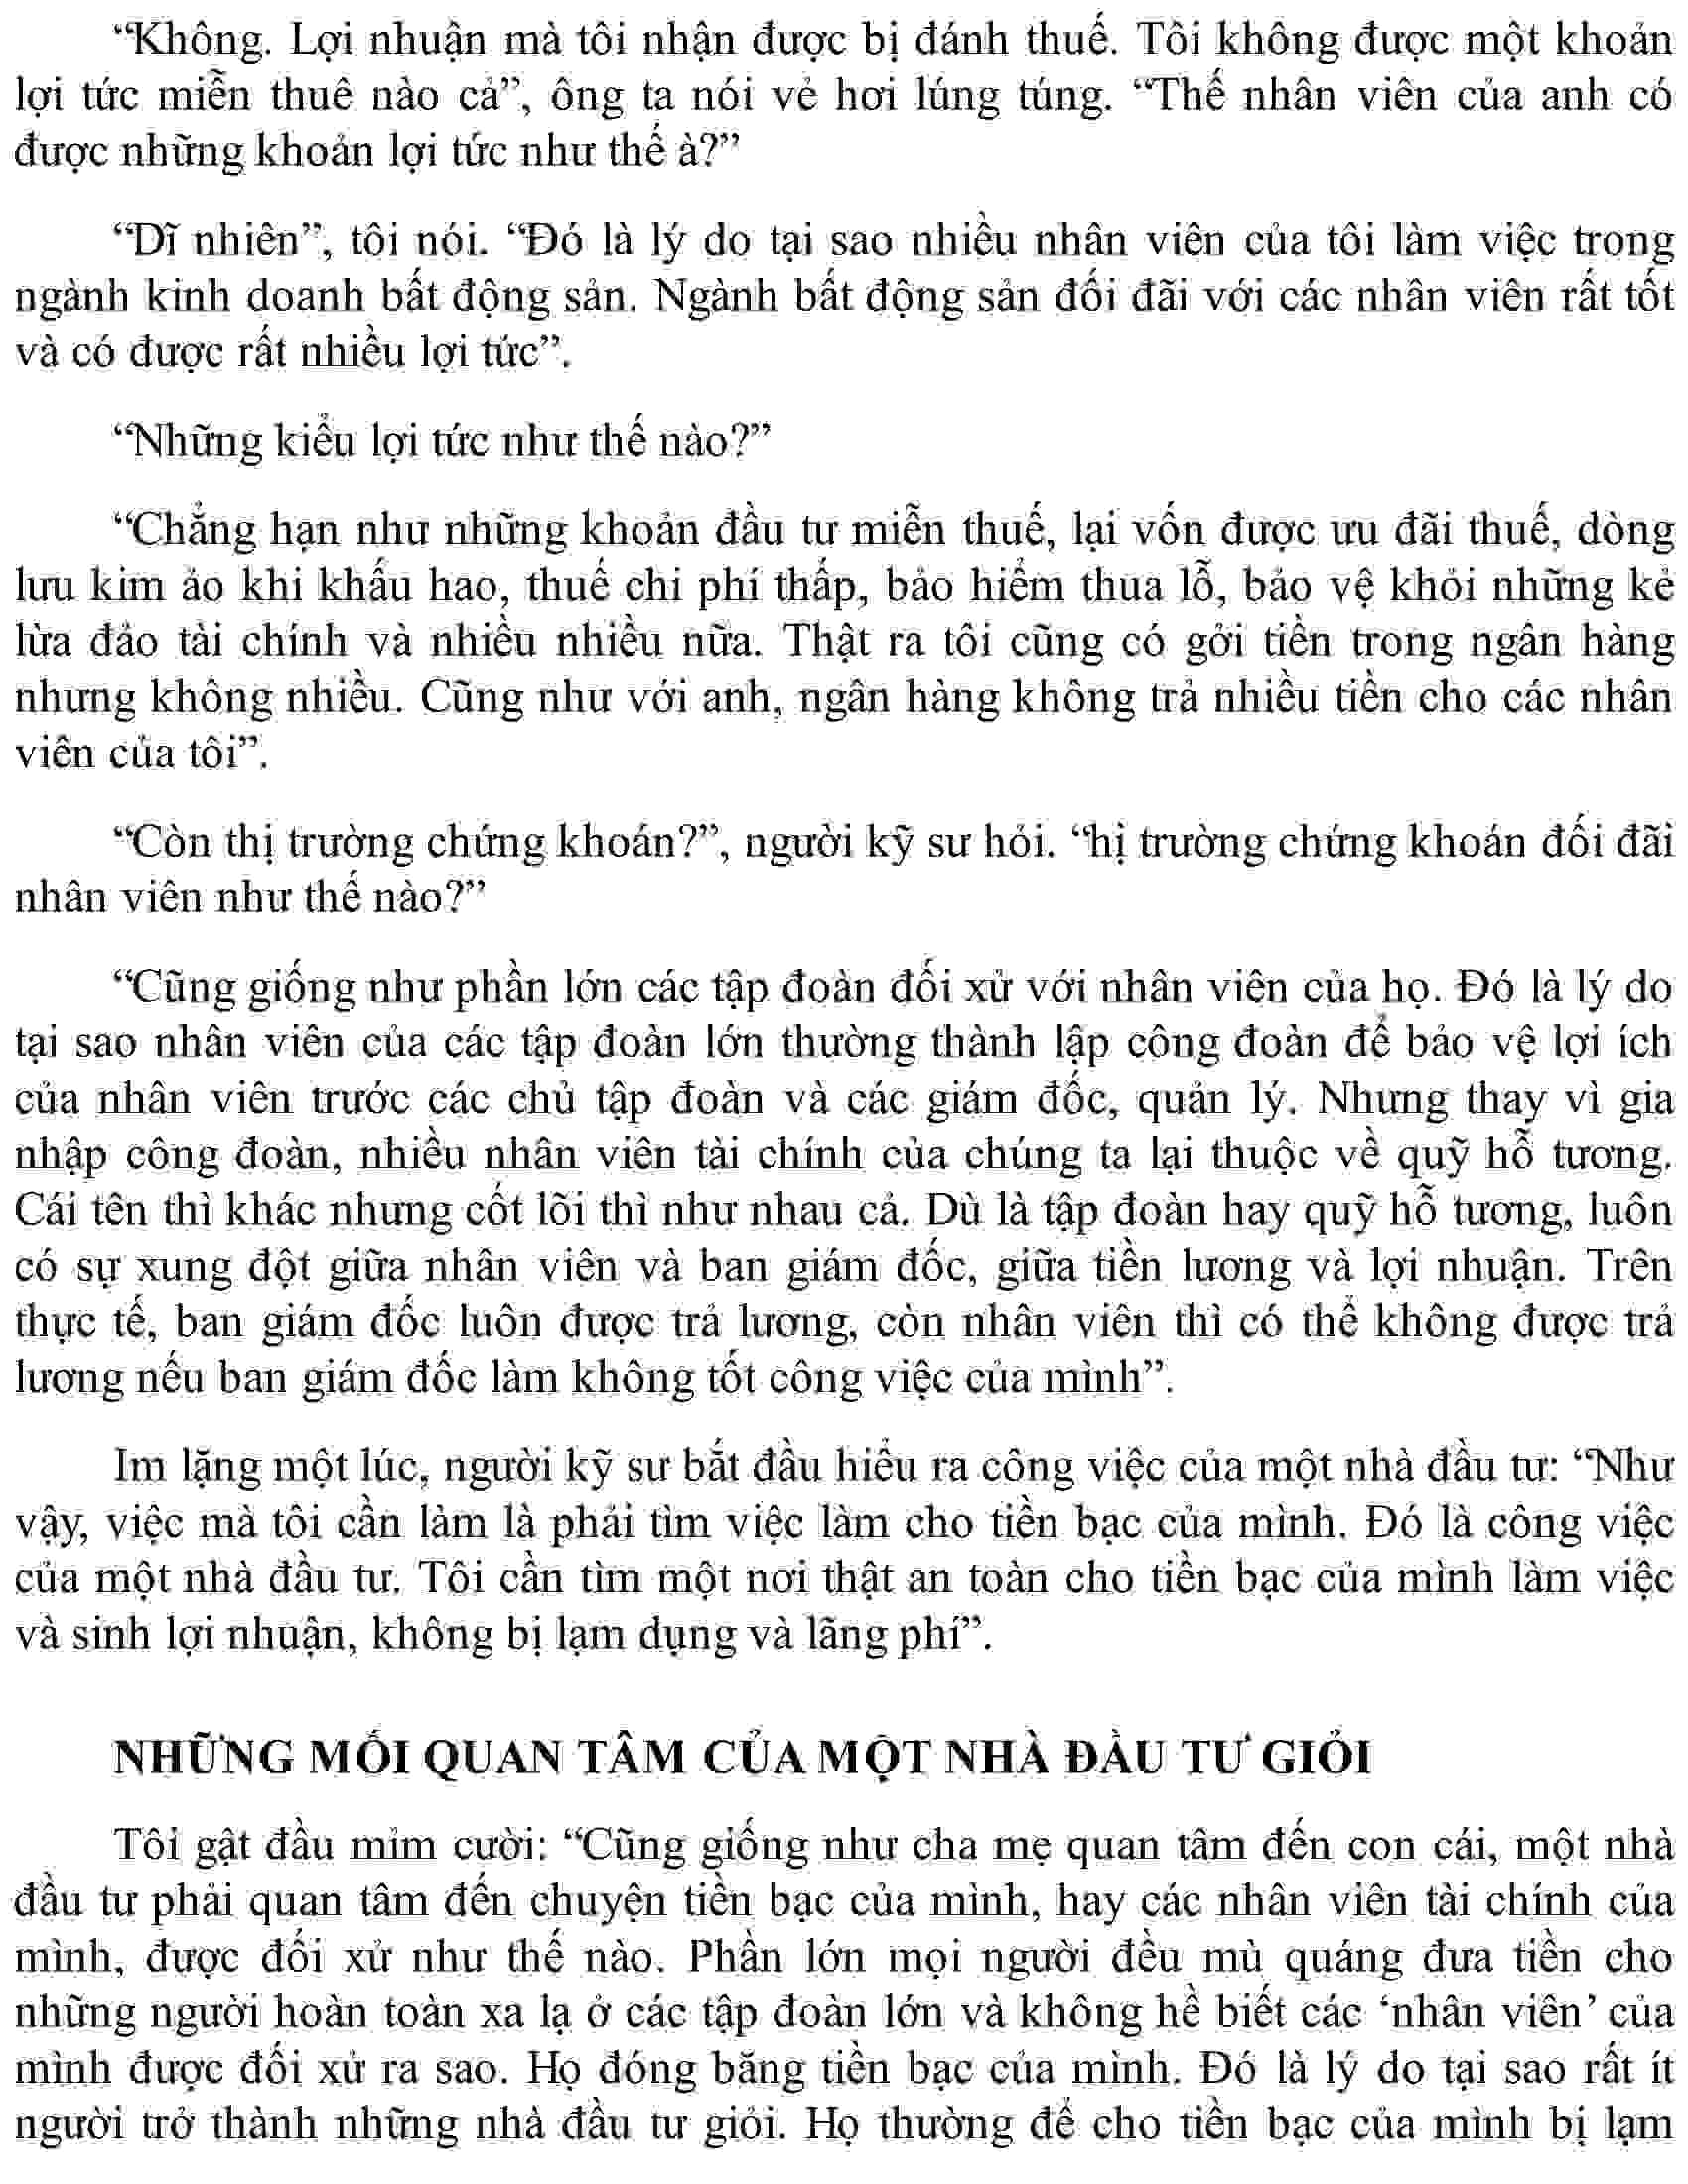 “Không. Lợi nhuận mà tôi nhận được bị đánh thuế. Tôi không được một khoản
lợi tức miễn thuê nào cả”, ông ta nói vẻ hơi lúng túng. “Thế nhân viên của anh có
được những khoản lợi tức như thế à?”
“Dĩ nhiên”, tôi nói. “Đó là lý do tại sao nhiều nhân viên của tôi làm việc trong
ngành kinh doanh bất động sản. Ngành bất động sản đối đãi với các nhân viên rất tốt
và có được rất nhiều lợi tức”.
“Những kiểu lợi tức như thế nào?”
“Chẳng hạn như những khoản đầu tư miễn thuế, lại vốn được ưu đãi thuế, dòng
lưu kim ảo khi khấu hao, thuế chi phí thấp, bảo hiểm thua lỗ, bảo vệ khỏi những kẻ
lừa đảo tài chính và nhiều nhiều nữa. Thật ra tôi cũng có gởi tiền trong ngân hàng
nhưng không nhiều. Cũng như với anh, ngân hàng không trả nhiều tiền cho các nhân
viên của tôi”.
“Còn thị trường chứng khoán?”, người kỹ sư hỏi. “hị trường chứng khoán đối đãi
nhân viên như thế nào?”
“Cũng giống như phần lớn các tập đoàn đối xử với nhân viên của họ. Đó là lý do
tại sao nhân viên của các tập đoàn lớn thường thành lập công đoàn để bảo vệ lợi ích
của nhân viên trước các chủ tập đoàn và các giám đốc, quản lý. Nhưng thay vì gia
nhập công đoàn, nhiều nhân viên tài chính của chúng ta lại thuộc về quỹ hỗ tương.
Cái tên thì khác nhưng cốt lõi thì như nhau cả. Dù là tập đoàn hay quỹ hỗ tương, luôn
có sự xung đột giữa nhân viên và ban giám đốc, giữa tiền lương và lợi nhuận. Trên
thực tế, ban giám đốc luôn được trả lương, còn nhân viên thì có thể không được trả
lương nếu ban giám đốc làm không tốt công việc của mình”.
Im lặng một lúc, người kỹ sư bắt đầu hiểu ra công việc của một nhà đầu tư: “Như
vậy, việc mà tôi cần làm là phải tìm việc làm cho tiền bạc của mình. Đó là công việc
của một nhà đầu tư. Tôi cần tìm một nơi thật an toàn cho tiền bạc của mình làm việc
và sinh lợi nhuận, không bị lạm dụng và lãng phí”.
NHỮNG MỐI QUAN TÂM CỦA MỘT NHÀ ĐẦU TƯ GIỎI
Tôi gật đầu mỉm cười: “Cũng giống như cha mẹ quan tâm đến con cái, một nhà
đầu tư phải quan tâm đến chuyện tiền bạc của mình, hay các nhân viên tài chính của
mình, được đối xử như thế nào. Phần lớn mọi người đều mù quáng đưa tiền cho
những người hoàn toàn xa lạ ở các tập đoàn lớn và không hề biết các ‘nhân viên’ của
mình được đối xử ra sao. Họ đóng băng tiền bạc của mình. Đó là lý do tại sao rất ít
người trở thành những nhà đầu tư giỏi. Họ thường để cho tiền bạc của mình bị lạm